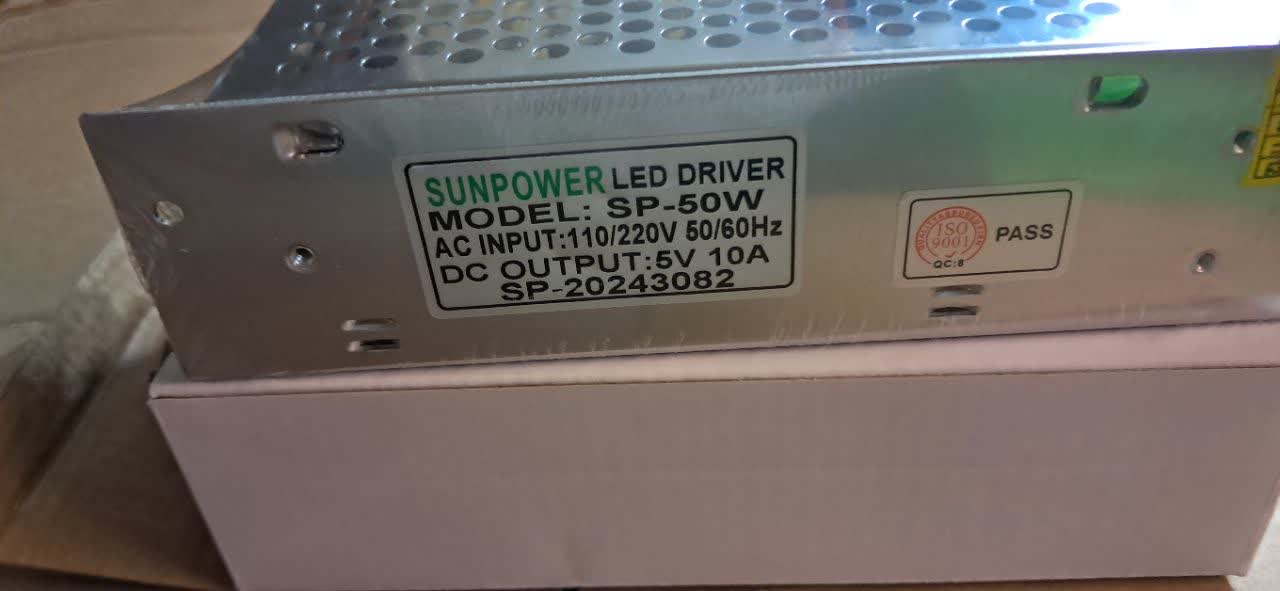 SUNPOWER LED DRIVER
MODEL: SP-50W
AC INPUT:110/220V 50/60Hz
DC OUTPUT:5V 10A
SP-20243082
ISO
9001
QC:8
PASS